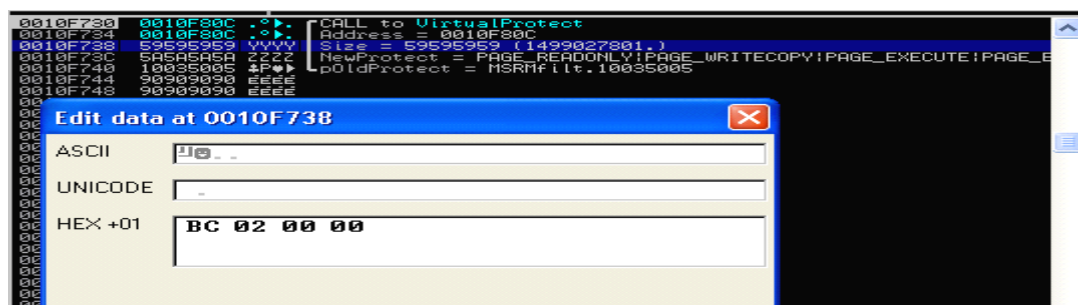 0010F730 0010F80C .°►. ┌CALL to VirtualProtect
0010F734 0010F80C .°►. │Address = 0010F80C
0010F738 59595959 YYYY │Size = 59595959 (1499027801.)
0010F73C 5A5A5A5A ZZZZ │NewProtect = PAGE_READONLY|PAGE_WRITECOPY|PAGE_EXECUTE|PAGE_E
0010F740 10035005 ♣P♥► └pOldProtect = MSRMfilt.10035005
0010F744 90909090 ÉÉÉÉ
0010F748 90909090 ÉÉÉÉ
Edit data at 0010F738
ASCII
UNICODE
HEX +01 BC 02 00 00